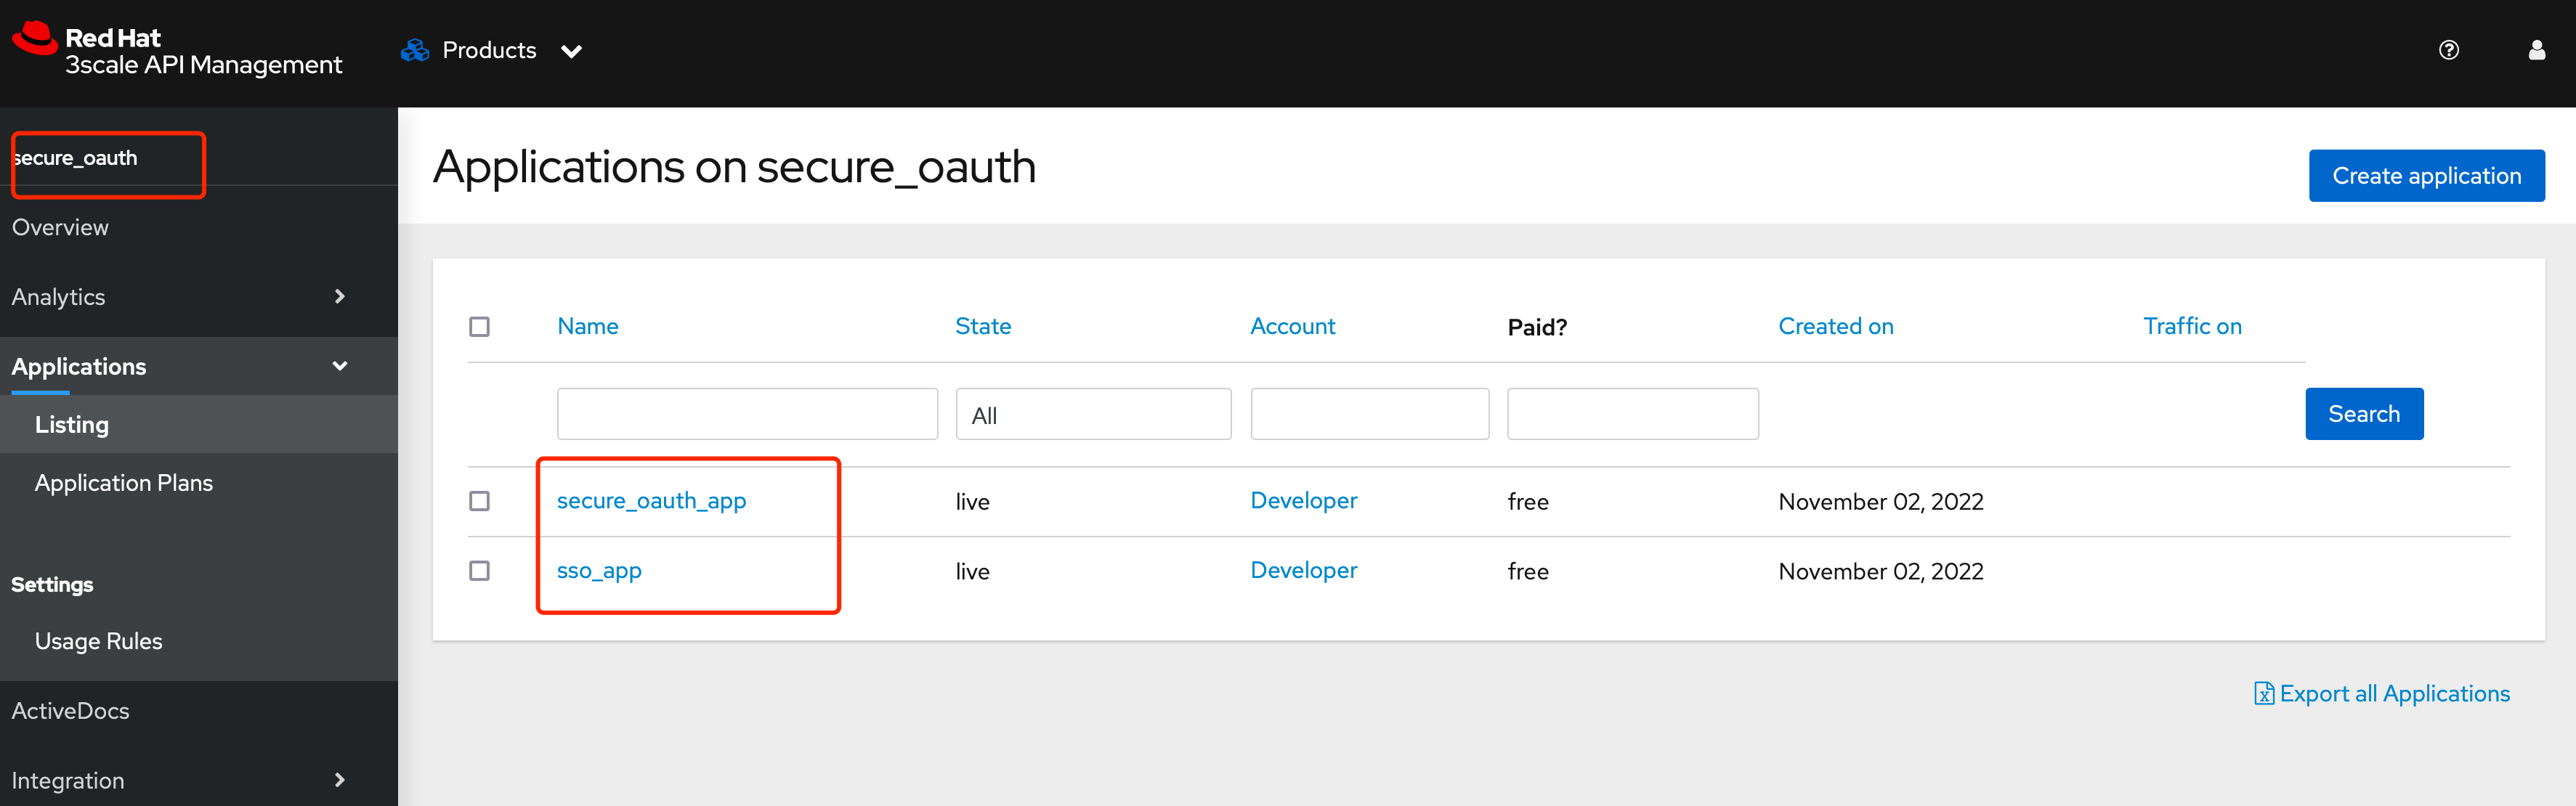 Red Hat
3scale API Management
Products
secure_oauth
Overview
Analytics
Applications
Listing
Application Plans
Settings
Usage Rules
ActiveDocs
Integration
Applications on secure_oauth
Create application
Name State Account Paid? Created on Traffic on
All
Search
secure_oauth_app live Developer free November 02, 2022
sso_app live Developer free November 02, 2022
Export all Applications